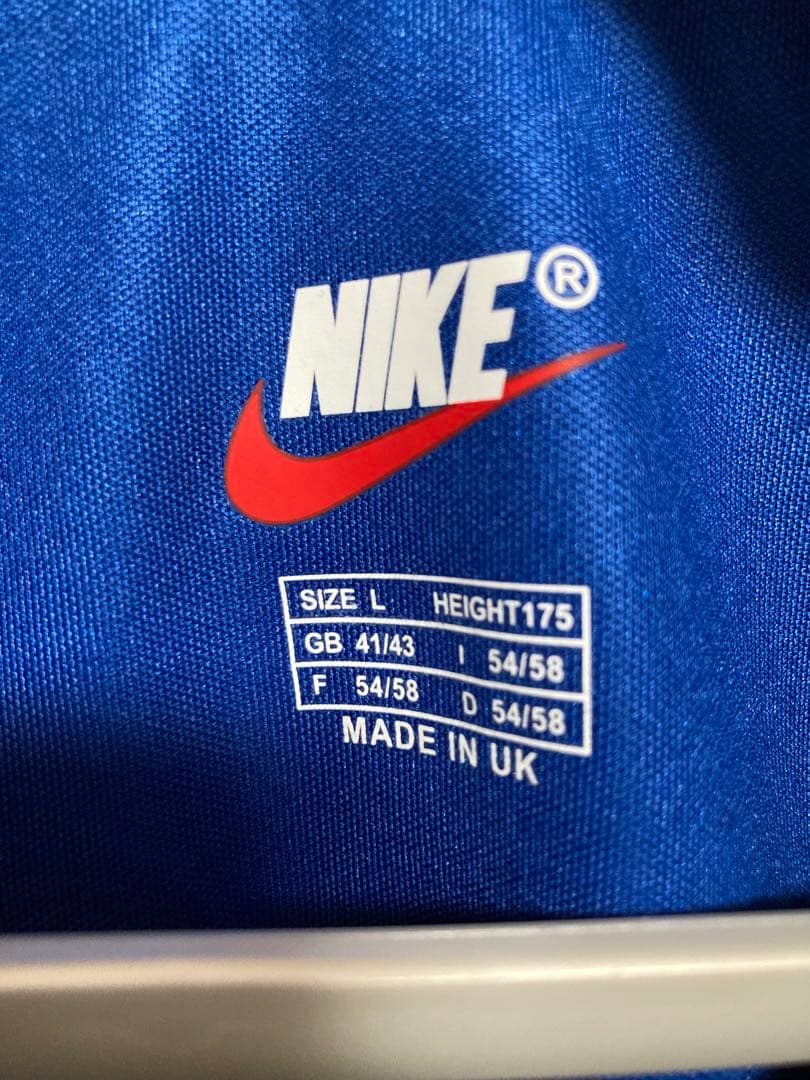 NIKE®
SIZE L HEIGHT175
GB 41/43 I 54/58
F 54/58 D 54/58
MADE IN UK